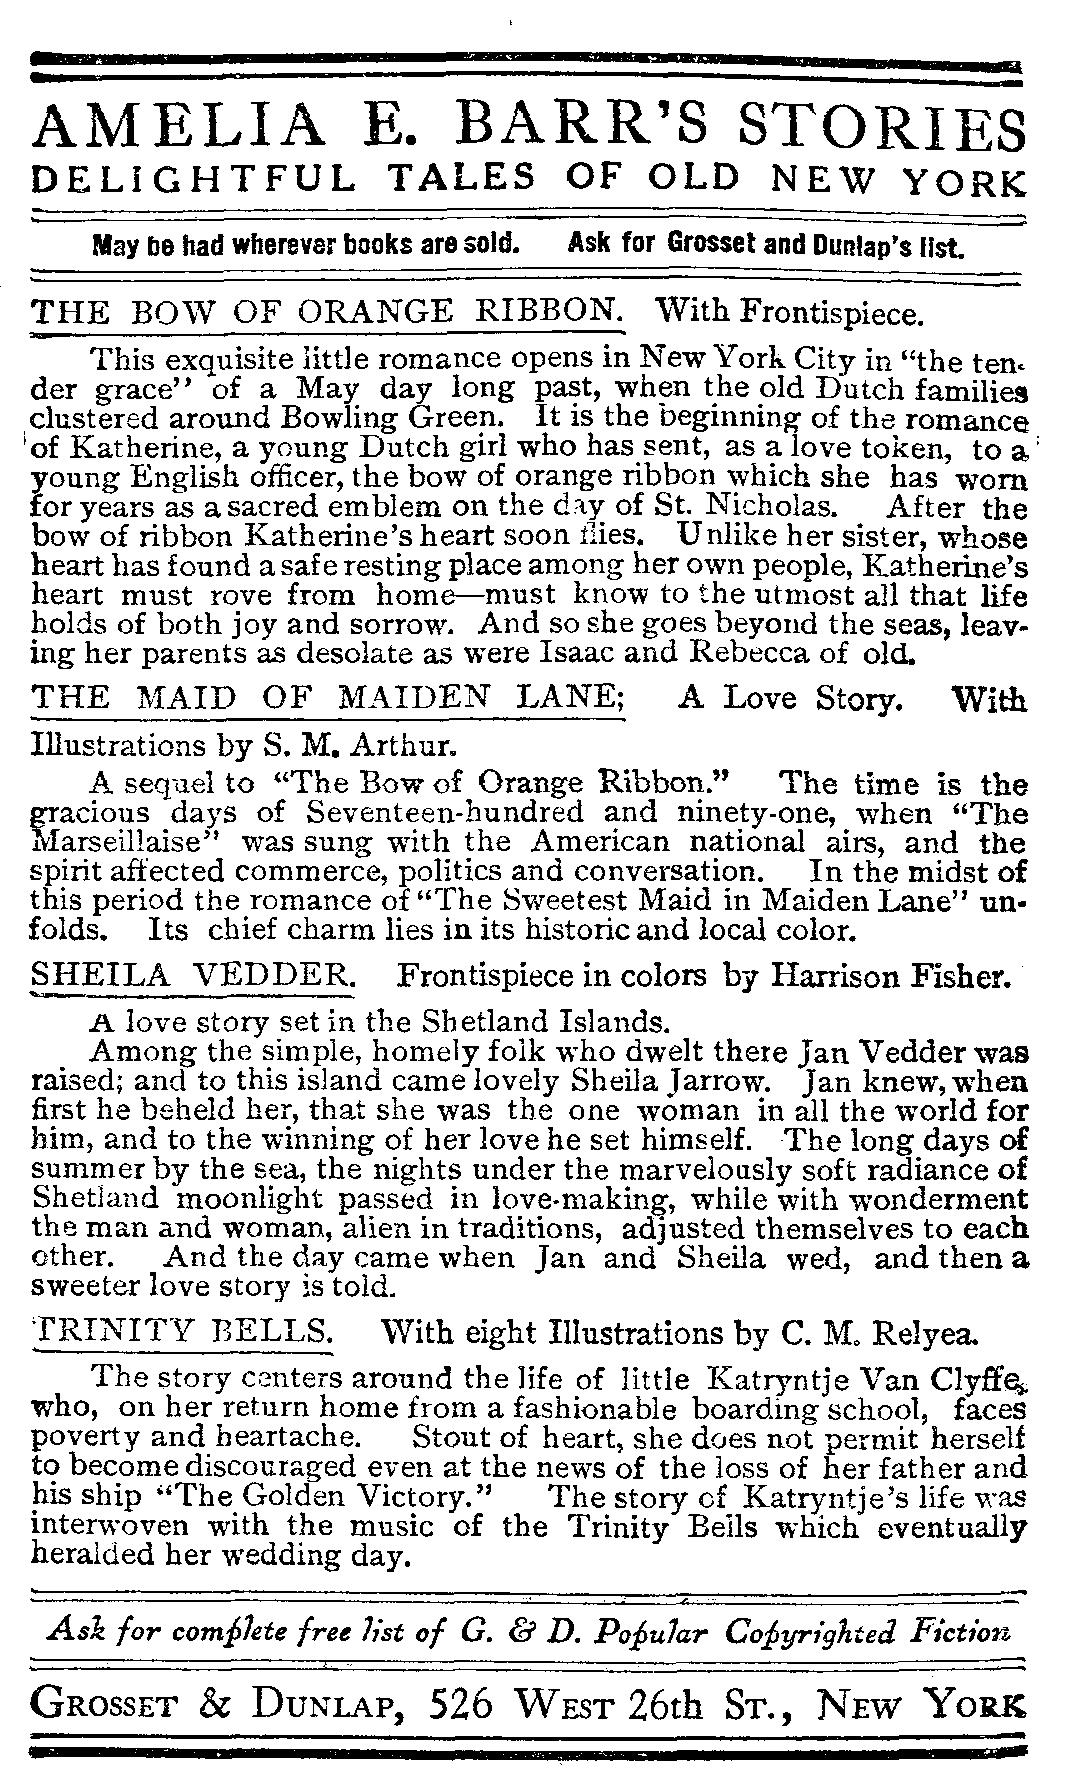 AMELIA E. BARR'S STORIES
DELIGHTFUL TALES OF OLD NEW YORK
May be had wherever books are sold. Ask for Grosset and Dunlap's list.
THE BOW OF ORANGE RIBBON. With Frontispiece.
This exquisite little romance opens in New York City in "the ten-
der grace" of a May day long past, when the old Dutch families
clustered around Bowling Green. It is the beginning of the romance
of Katherine, a young Dutch girl who has sent, as a love token, to a
young English officer, the bow of orange ribbon which she has worn
for years as a sacred emblem on the day of St. Nicholas. After the
bow of ribbon Katherine's heart soon flies. Unlike her sister, whose
heart has found a safe resting place among her own people, Katherine's
heart must rove from home—must know to the utmost all that life
holds of both joy and sorrow. And so she goes beyond the seas, leav-
ing her parents as desolate as were Isaac and Rebecca of old.
THE MAID OF MAIDEN LANE; A Love Story. With
Illustrations by S. M. Arthur.
A sequel to "The Bow of Orange Ribbon." The time is the
gracious days of Seventeen-hundred and ninety-one, when "The
Marseillaise" was sung with the American national airs, and the
spirit affected commerce, politics and conversation. In the midst of
this period the romance of "The Sweetest Maid in Maiden Lane" un-
folds. Its chief charm lies in its historic and local color.
SHEILA VEDDER. Frontispiece in colors by Harrison Fisher.
A love story set in the Shetland Islands.
Among the simple, homely folk who dwelt there Jan Vedder was
raised; and to this island came lovely Sheila Jarrow. Jan knew, when
first he beheld her, that she was the one woman in all the world for
him, and to the winning of her love he set himself. The long days of
summer by the sea, the nights under the marvelously soft radiance of
Shetland moonlight passed in love-making, while with wonderment
the man and woman, alien in traditions, adjusted themselves to each
other. And the day came when Jan and Sheila wed, and then a
sweeter love story is told.
TRINITY BELLS. With eight Illustrations by C. M. Relyea.
The story centers around the life of little Katryntje Van Clyffe,
who, on her return home from a fashionable boarding school, faces
poverty and heartache. Stout of heart, she does not permit herself
to become discouraged even at the news of the loss of her father and
his ship "The Golden Victory." The story of Katryntje's life was
interwoven with the music of the Trinity Bells which eventually
heralded her wedding day.
Ask for complete free list of G. & D. Popular Copyrighted Fiction
GROSSET & DUNLAP, 526 WEST 26th ST., NEW YORK